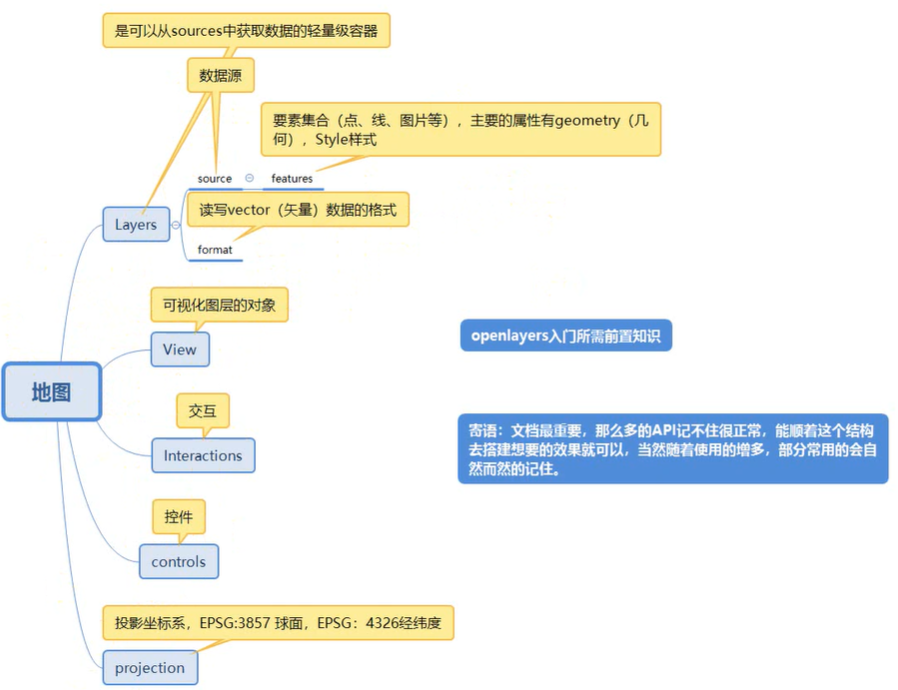 是可以从sources中获取数据的轻量级容器
数据源
要素集合（点、线、图片等），主要的属性有geometry（几
何），Style样式
source
features
读写vector（矢量）数据的格式
Layers
format
可视化图层的对象
View
openlayers入门所需前置知识
地图
交互
Interactions
寄语：文档最重要，那么多的API记不住很正常，能顺着这个结构
去搭建想要的效果就可以，当然随着使用的增多，部分常用的会自
然而然的记住。
控件
controls
投影坐标系，EPSG:3857 球面，EPSG：4326经纬度
projection